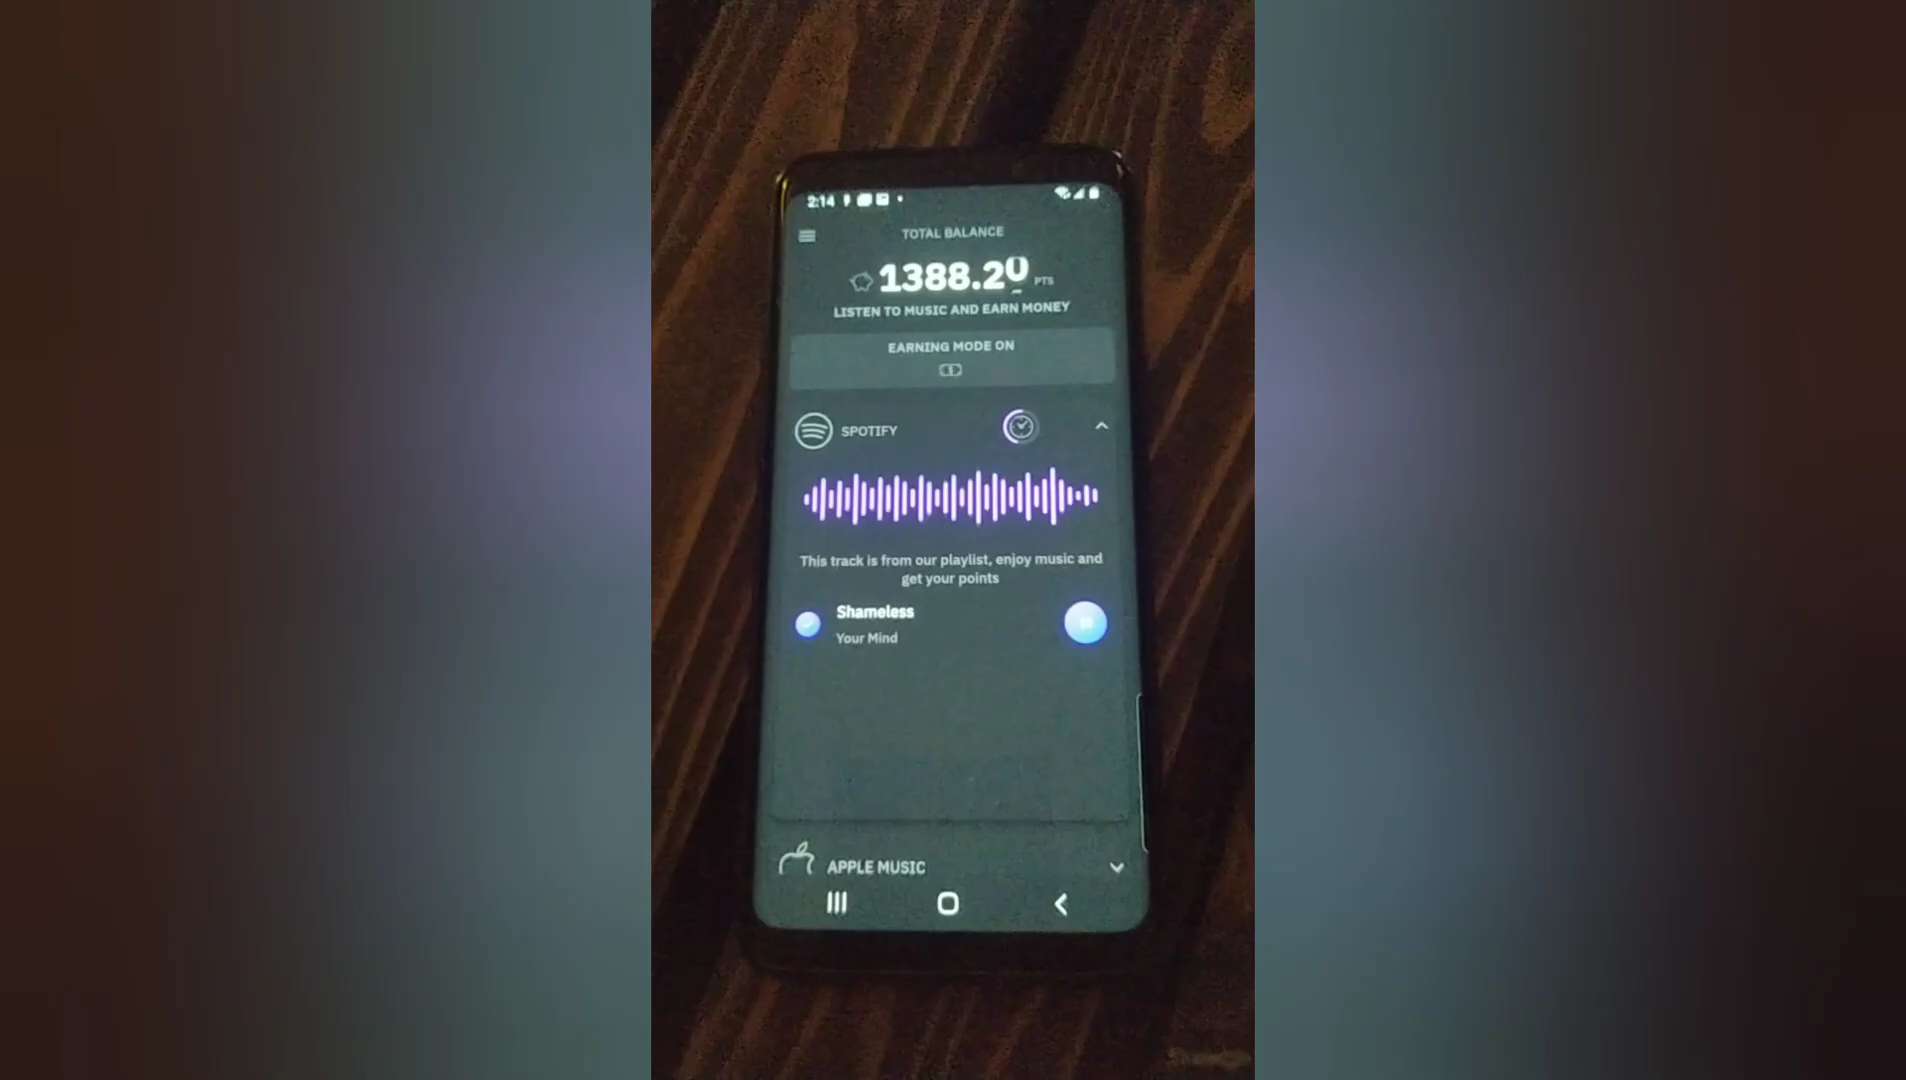 2:14
TOTAL BALANCE
1388.20 PTS
LISTEN TO MUSIC AND EARN MONEY
EARNING MODE ON
SPOTIFY
This track is from our playlist, enjoy music and
get your points
Shameless
Your Mind
APPLE MUSIC